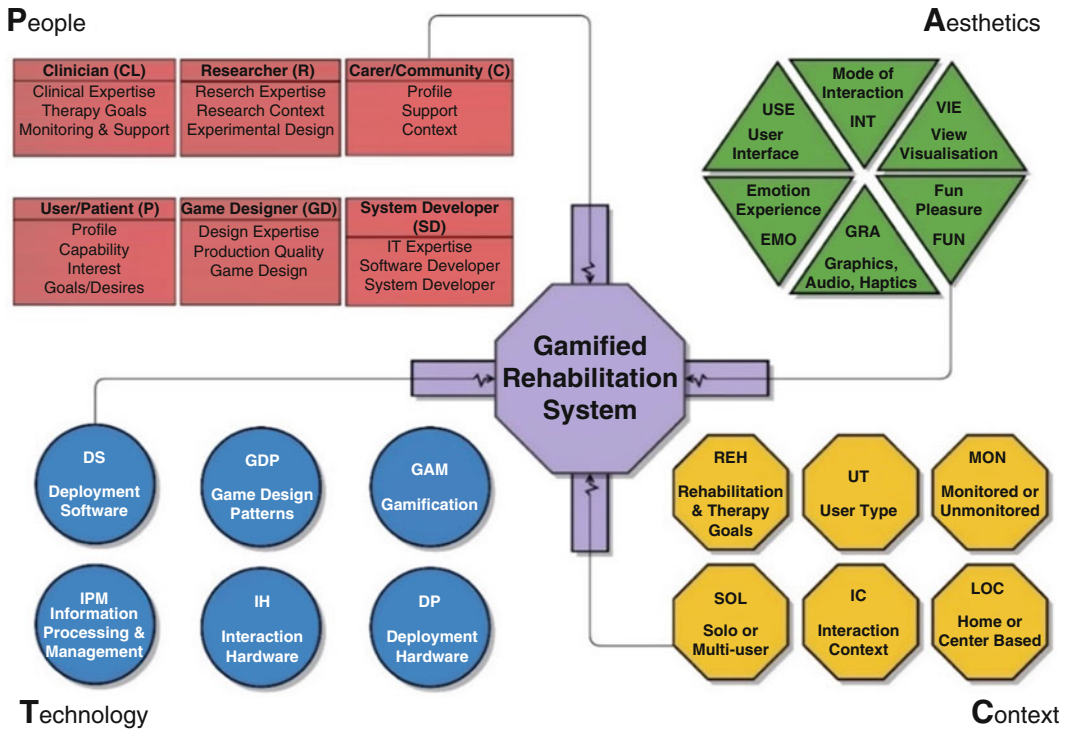 People
Aesthetics
Clinician (CL)
Clinical Expertise
Therapy Goals
Monitoring & Support
Researcher (R)
Reserch Expertise
Research Context
Experimental Design
Carer/Community (C)
Profile
Support
Context
User/Patient (P)
Profile
Capability
Interest
Goals/Desires
Game Designer (GD)
Design Expertise
Production Quality
Game Design
System Developer
(SD)
IT Expertise
Software Developer
System Developer
USE
User
Interface
Mode of
Interaction
INT
VIE
View
Visualisation
Emotion
Experience
EMO
GRA
Graphics,
Audio, Haptics
Fun
Pleasure
FUN
Gamified
Rehabilitation
System
DS
Deployment
Software
GDP
Game Design
Patterns
GAM
Gamification
IPM
Information
Processing &
Management
IH
Interaction
Hardware
DP
Deployment
Hardware
REH
Rehabilitation
& Therapy
Goals
UT
User Type
MON
Monitored or
Unmonitored
SOL
Solo or
Multi-user
IC
Interaction
Context
LOC
Home or
Center Based
Technology
Context